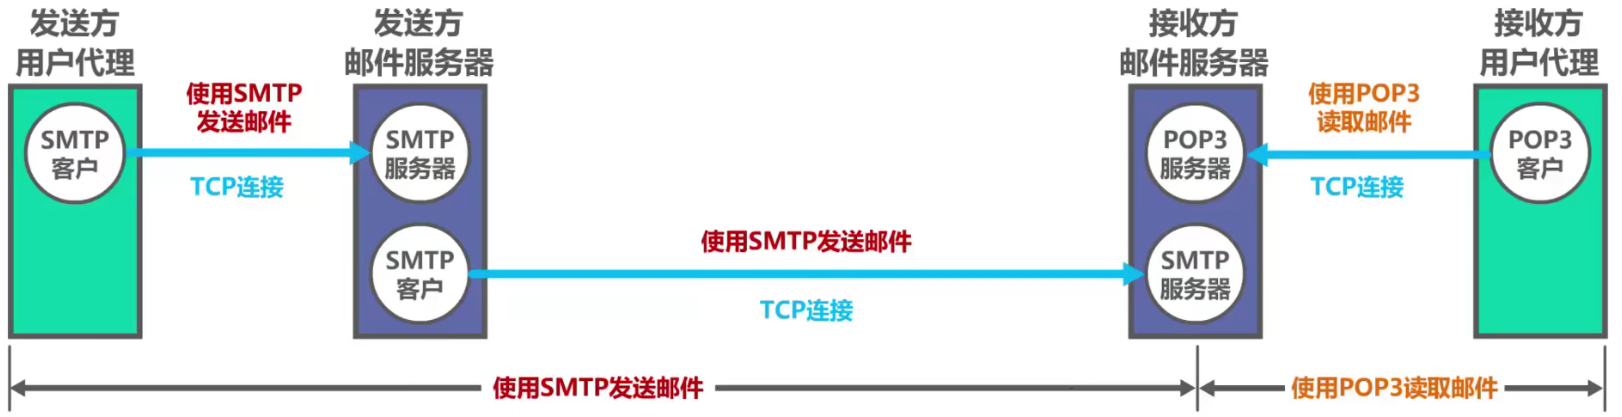 发送方
用户代理
发送方
邮件服务器
接收方
邮件服务器
接收方
用户代理
使用SMTP
发送邮件
使用POP3
读取邮件
SMTP
客户
SMTP
服务器
POP3
服务器
POP3
客户
TCP连接
TCP连接
使用SMTP发送邮件
SMTP
客户
SMTP
服务器
TCP连接
使用SMTP发送邮件
使用POP3读取邮件